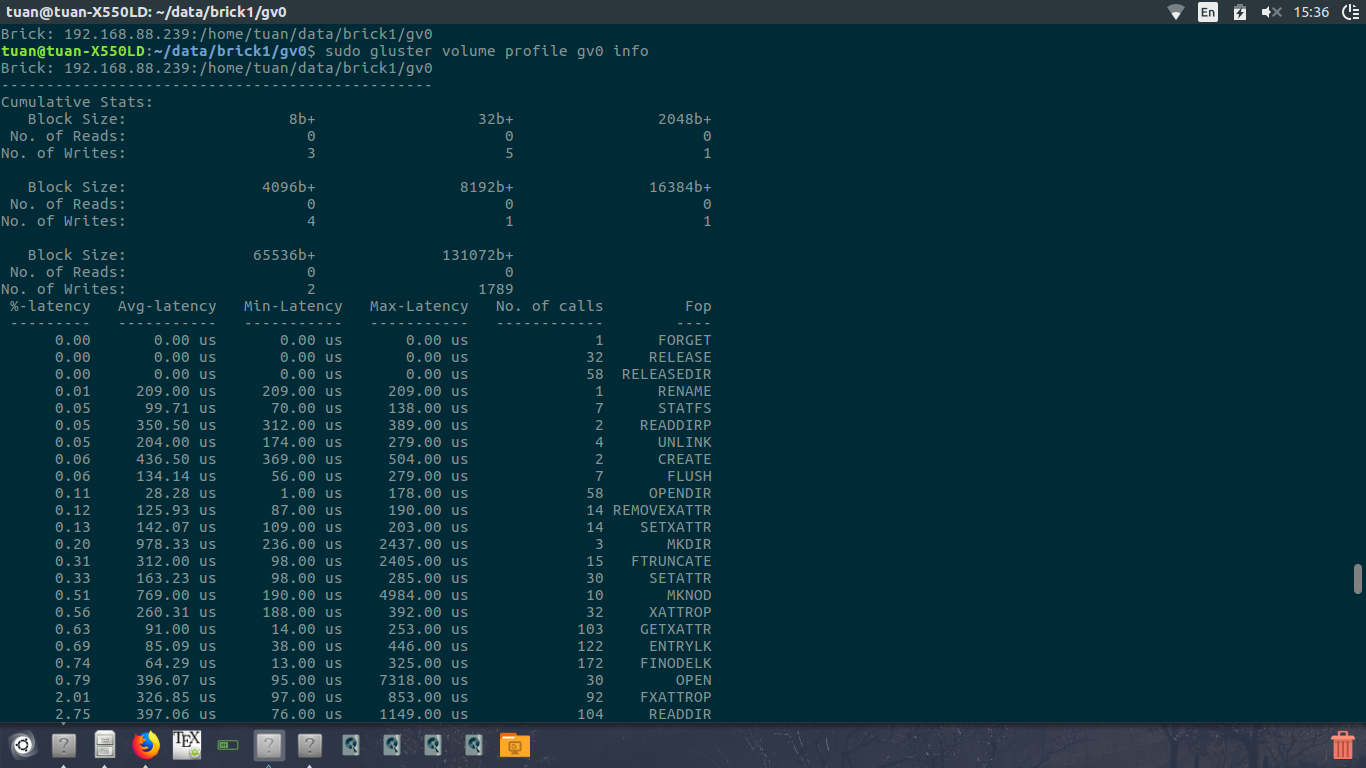 tuan@tuan-X550LD: ~/data/brick1/gv0
En
15:36
Brick: 192.168.88.239:/home/tuan/data/brick1/gv0
tuan@tuan-X550LD:~/data/brick1/gv0$ sudo gluster volume profile gv0 info
Brick: 192.168.88.239:/home/tuan/data/brick1/gv0
------------------------------------------------
Cumulative Stats:
   Block Size:                  8b+                  32b+                2048b+
 No. of Reads:                    0                     0                     0
No. of Writes:                    3                     5                     1

   Block Size:               4096b+                8192b+               16384b+
 No. of Reads:                    0                     0                     0
No. of Writes:                    4                     1                     1

   Block Size:              65536b+              131072b+
 No. of Reads:                    0                     0
No. of Writes:                    2                  1789
 %-latency   Avg-latency   Min-Latency   Max-Latency   No. of calls         Fop
 ---------   -----------   -----------   -----------   ------------        ----
      0.00       0.00 us       0.00 us       0.00 us              1      FORGET
      0.00       0.00 us       0.00 us       0.00 us             32     RELEASE
      0.00       0.00 us       0.00 us       0.00 us             58  RELEASEDIR
      0.01     209.00 us     209.00 us     209.00 us              1      RENAME
      0.05      99.71 us      70.00 us     138.00 us              7      STATFS
      0.05     350.50 us     312.00 us     389.00 us              2    READDIRP
      0.05     204.00 us     174.00 us     279.00 us              4      UNLINK
      0.06     436.50 us     369.00 us     504.00 us              2      CREATE
      0.06     134.14 us      56.00 us     279.00 us              7       FLUSH
      0.11      28.28 us       1.00 us     178.00 us             58     OPENDIR
      0.12     125.93 us      87.00 us     190.00 us             14 REMOVEXATTR
      0.13     142.07 us     109.00 us     203.00 us             14    SETXATTR
      0.20     978.33 us     236.00 us    2437.00 us              3       MKDIR
      0.31     312.00 us      98.00 us    2405.00 us             15   FTRUNCATE
      0.33     163.23 us      98.00 us     285.00 us             30     SETATTR
      0.51     769.00 us     190.00 us    4984.00 us             10       MKNOD
      0.56     260.31 us     188.00 us     392.00 us             32     XATTROP
      0.63      91.00 us      14.00 us     253.00 us            103    GETXATTR
      0.69      85.09 us      38.00 us     446.00 us            122     ENTRYLK
      0.74      64.29 us      13.00 us     325.00 us            172    FINODELK
      0.79     396.07 us      95.00 us    7318.00 us             30        OPEN
      2.01     326.85 us      97.00 us     853.00 us             92    FXATTROP
      2.75     397.06 us      76.00 us    1149.00 us            104     READDIR
TEX